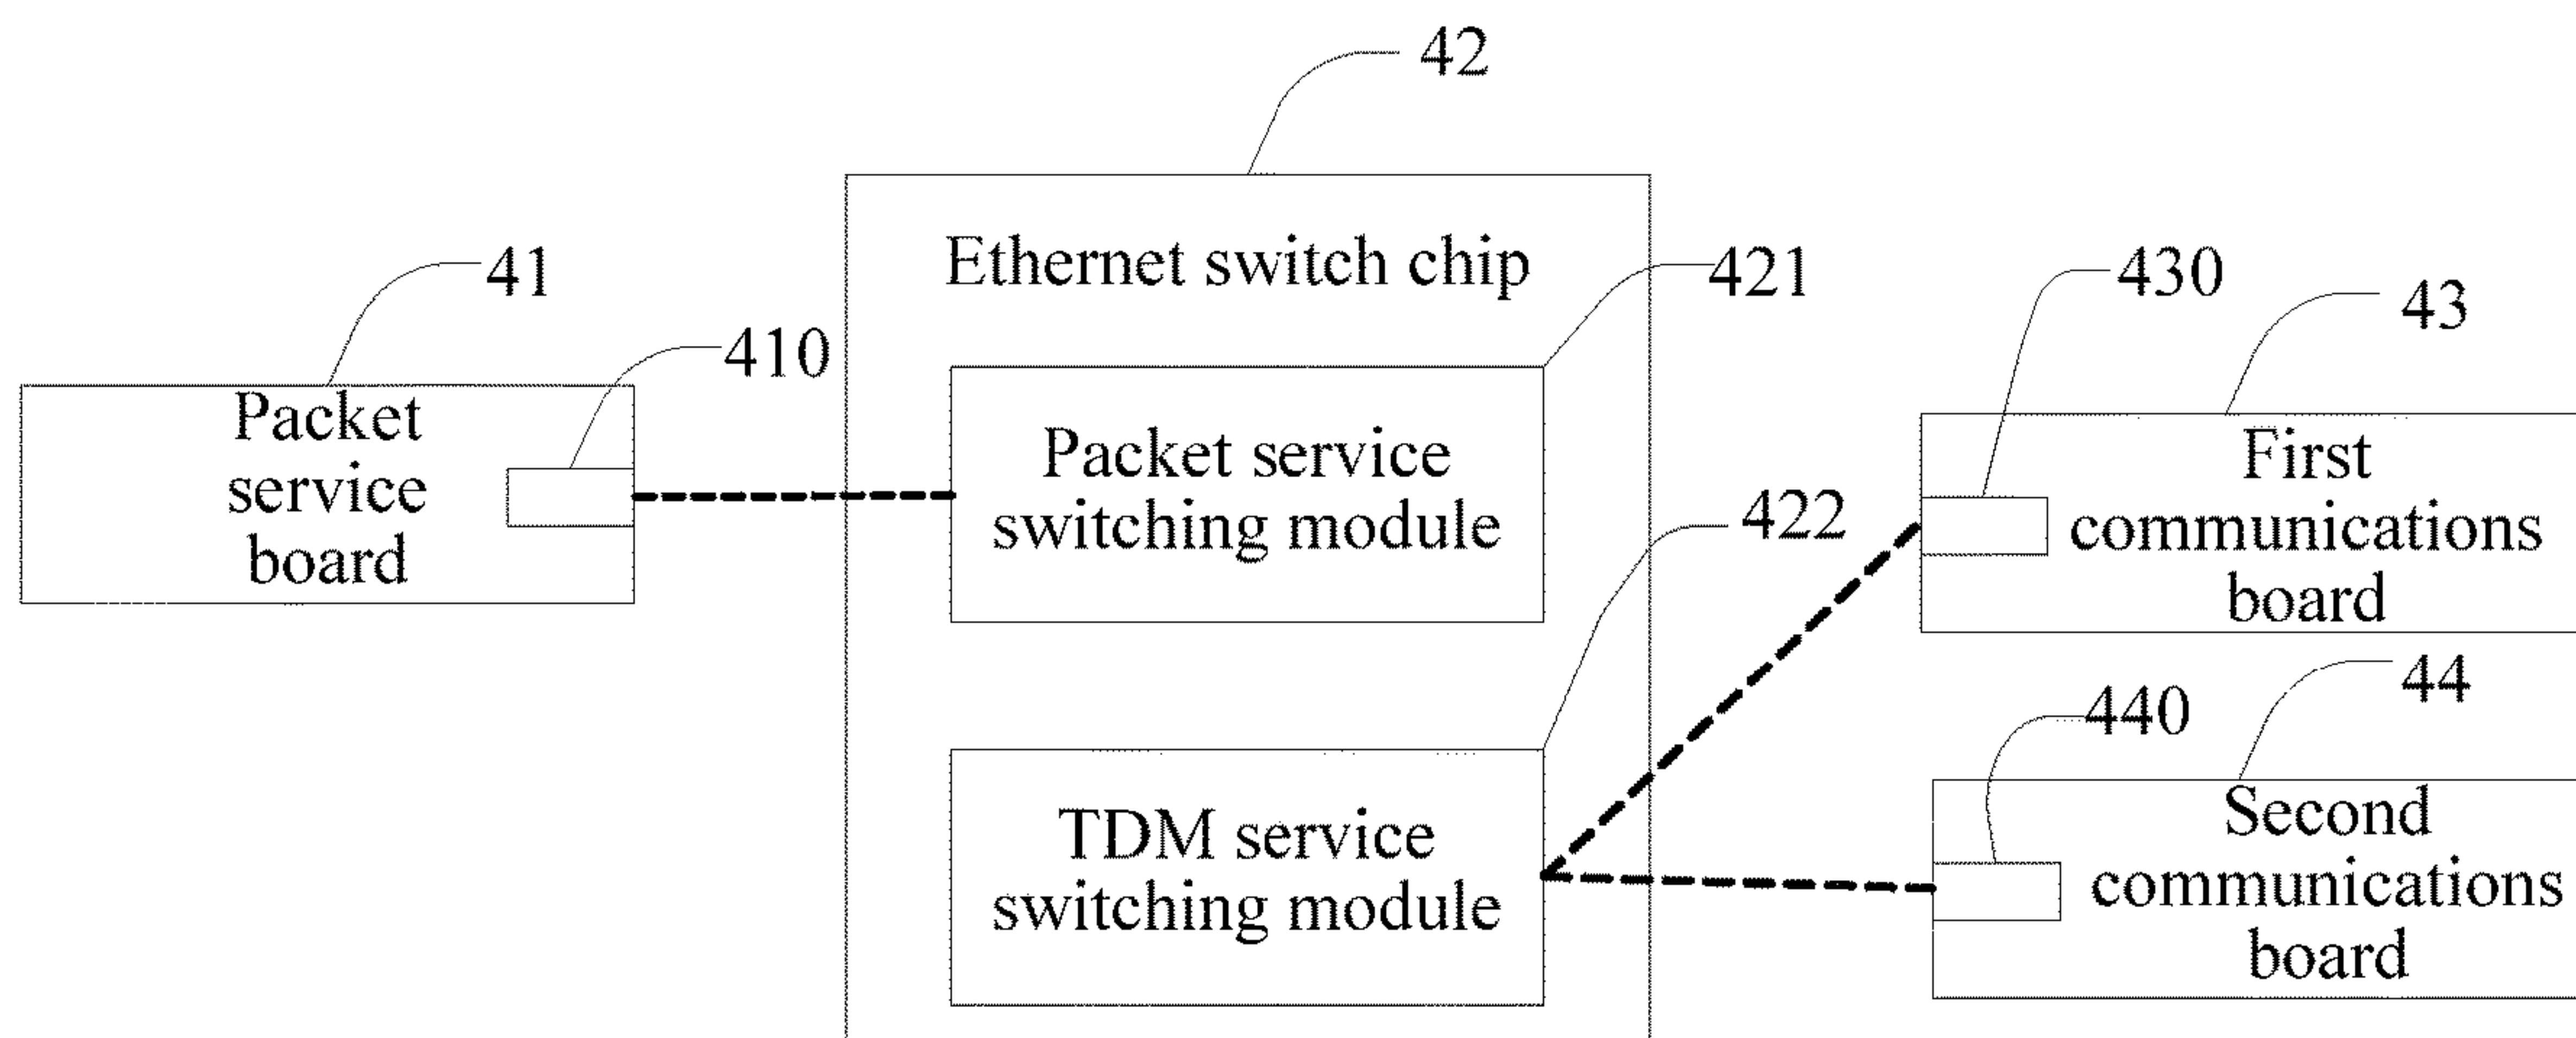 42
Ethernet switch chip
41
410
421
430
43
Packet
service
board
Packet service
switching module
422
First
communications
board
TDM service
switching module
44
440
Second
communications
board